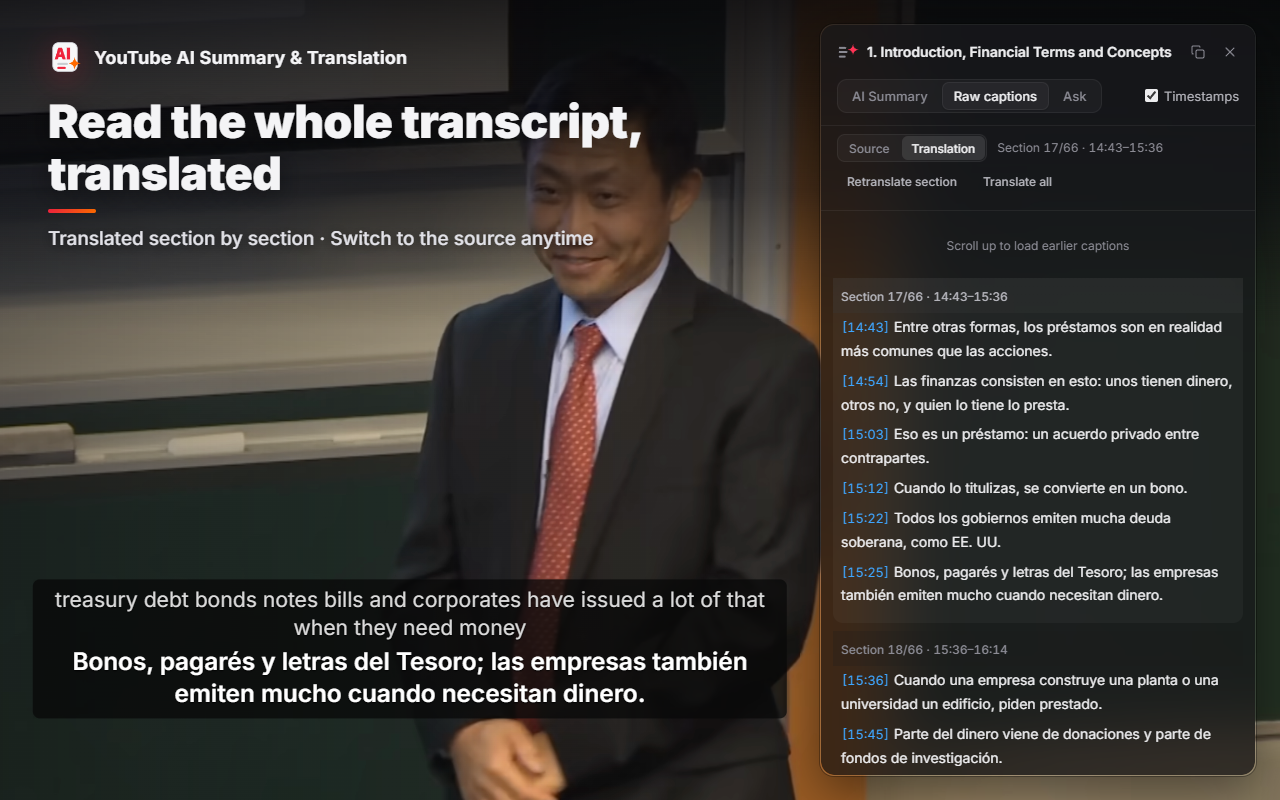 AI
YouTube AI Summary & Translation
Read the whole transcript,
translated
Translated section by section · Switch to the source anytime
treasury debt bonds notes bills and corporates have issued a lot of that
when they need money
Bonos, pagarés y letras del Tesoro; las empresas también
emiten mucho cuando necesitan dinero.
1. Introduction, Financial Terms and Concepts
AI Summary
Raw captions
Ask
Timestamps
Source
Translation
Section 17/66 · 14:43–15:36
Retranslate section
Translate all
Scroll up to load earlier captions
Section 17/66 · 14:43–15:36
[14:43] Entre otras formas, los préstamos son en realidad
más comunes que las acciones.
[14:54] Las finanzas consisten en esto: unos tienen dinero,
otros no, y quien lo tiene lo presta.
[15:03] Eso es un préstamo: un acuerdo privado entre
contrapartes.
[15:12] Cuando lo titulizas, se convierte en un bono.
[15:22] Todos los gobiernos emiten mucha deuda
soberana, como EE. UU.
[15:25] Bonos, pagarés y letras del Tesoro; las empresas
también emiten mucho cuando necesitan dinero.
Section 18/66 · 15:36–16:14
[15:36] Cuando una empresa construye una planta o una
universidad un edificio, piden prestado.
[15:45] Parte del dinero viene de donaciones y parte de
fondos de investigación.